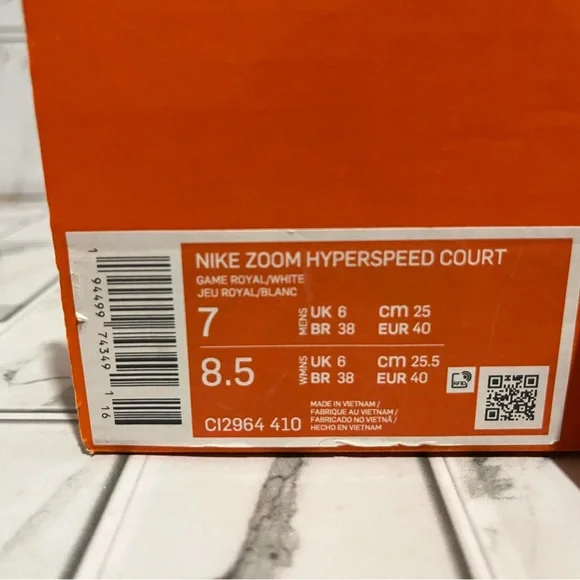 NIKE ZOOM HYPERSPEED COURT
GAME ROYAL/WHITE
JEU ROYAL/BLANC
7 MENS UK 6 cm 25
BR 38 EUR 40
8.5 WMNS UK 6 cm 25.5
BR 38 EUR 40
CI2964 410
MADE IN VIETNAM /
FABRIQUE AU VIETNAM /
FABRICADO NO VIETNÃ /
HECHO EN VIETNAM
RFID
1 94499 74349 1 16